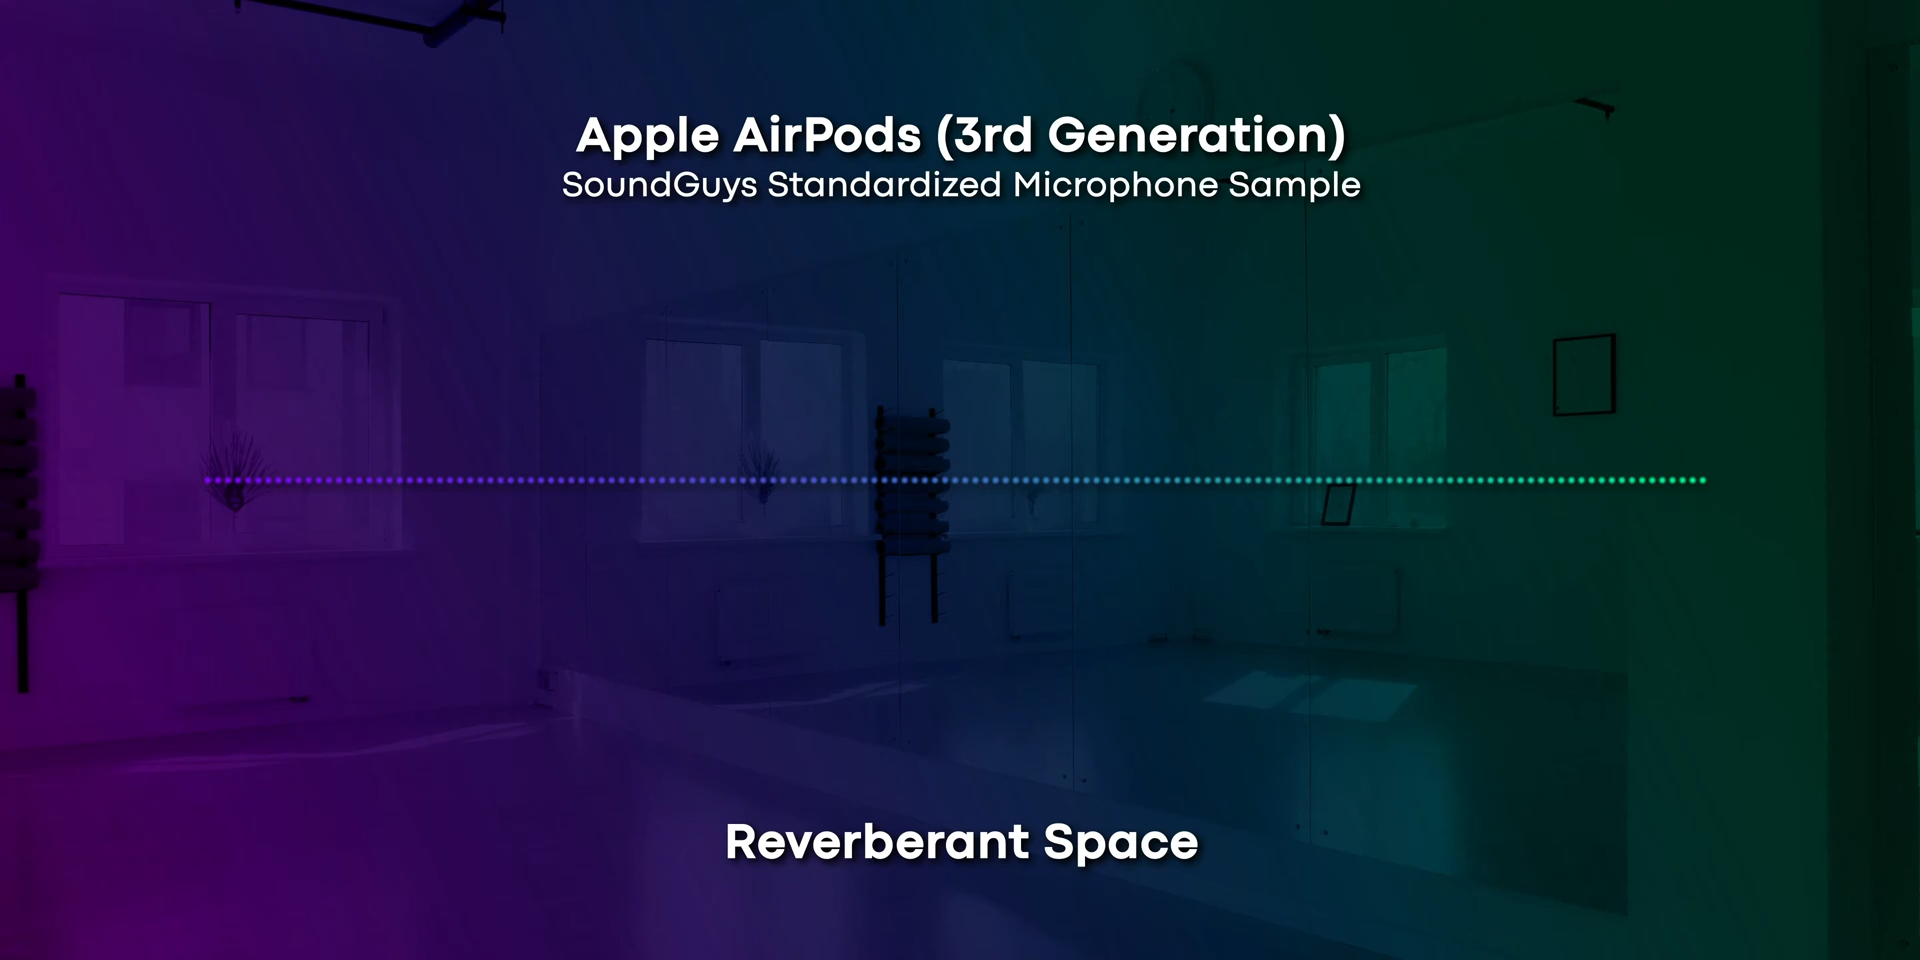 Apple AirPods (3rd Generation)
SoundGuys Standardized Microphone Sample
Reverberant Space